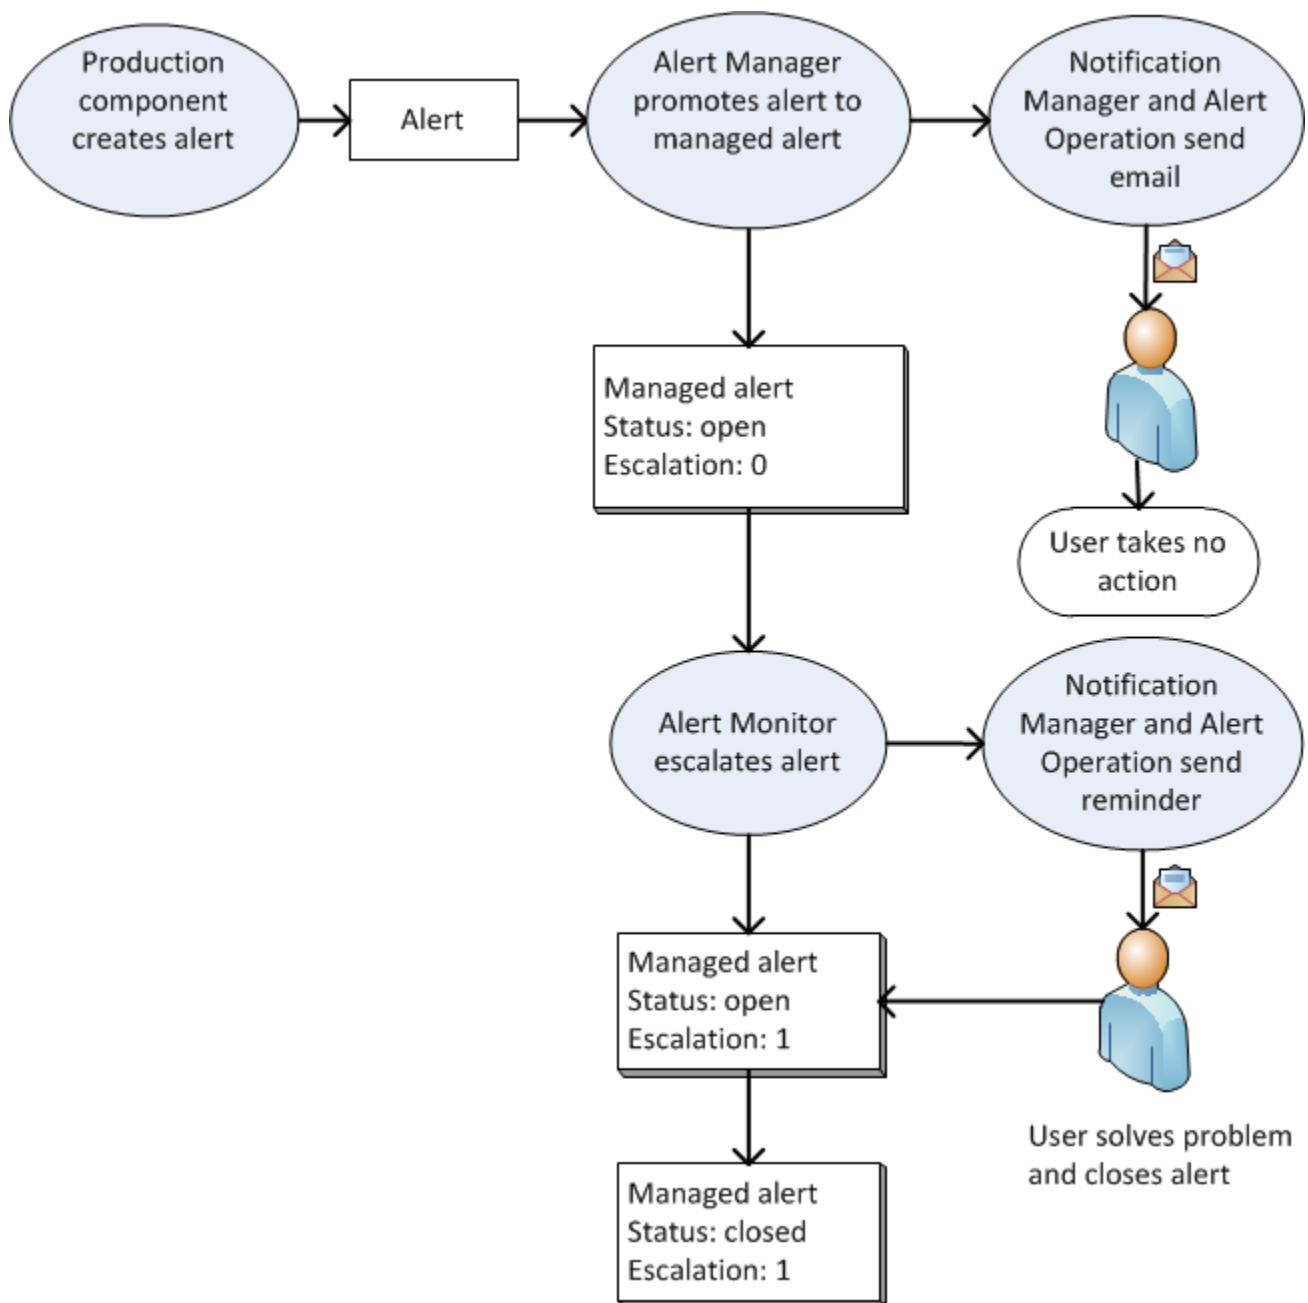 Production
component
creates alert
Alert
Alert Manager
promotes alert to
managed alert
Notification
Manager and Alert
Operation send
email
Managed alert
Status: open
Escalation: 0
User takes no
action
Alert Monitor
escalates alert
Notification
Manager and Alert
Operation send
reminder
Managed alert
Status: open
Escalation: 1
User solves problem
and closes alert
Managed alert
Status: closed
Escalation: 1